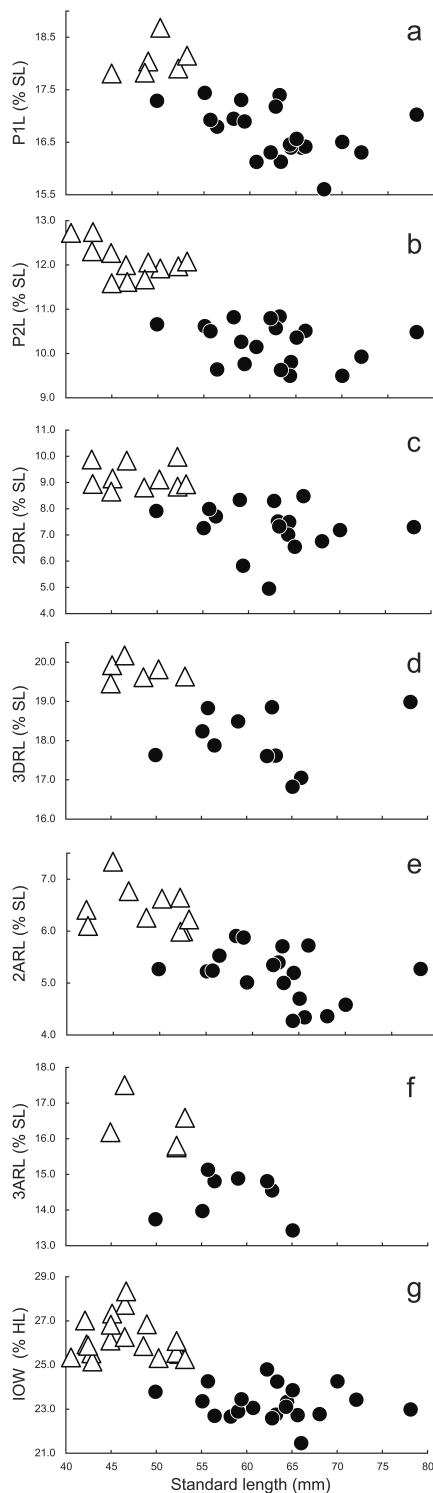 a
18.5
17.5
16.5
15.5
P1L (% SL)
b
13.0
12.0
11.0
10.0
9.0
P2L (% SL)
c
10.0
9.0
8.0
7.0
6.0
5.0
4.0
2DRL (% SL)
d
20.0
19.0
18.0
17.0
16.0
3DRL (% SL)
e
7.0
6.0
5.0
4.0
2ARL (% SL)
f
18.0
17.0
16.0
15.0
14.0
13.0
3ARL (% SL)
g
29.0
27.0
25.0
23.0
21.0
IOW (% HL)
40 45 50 55 60 65 70 75 80
Standard length (mm)